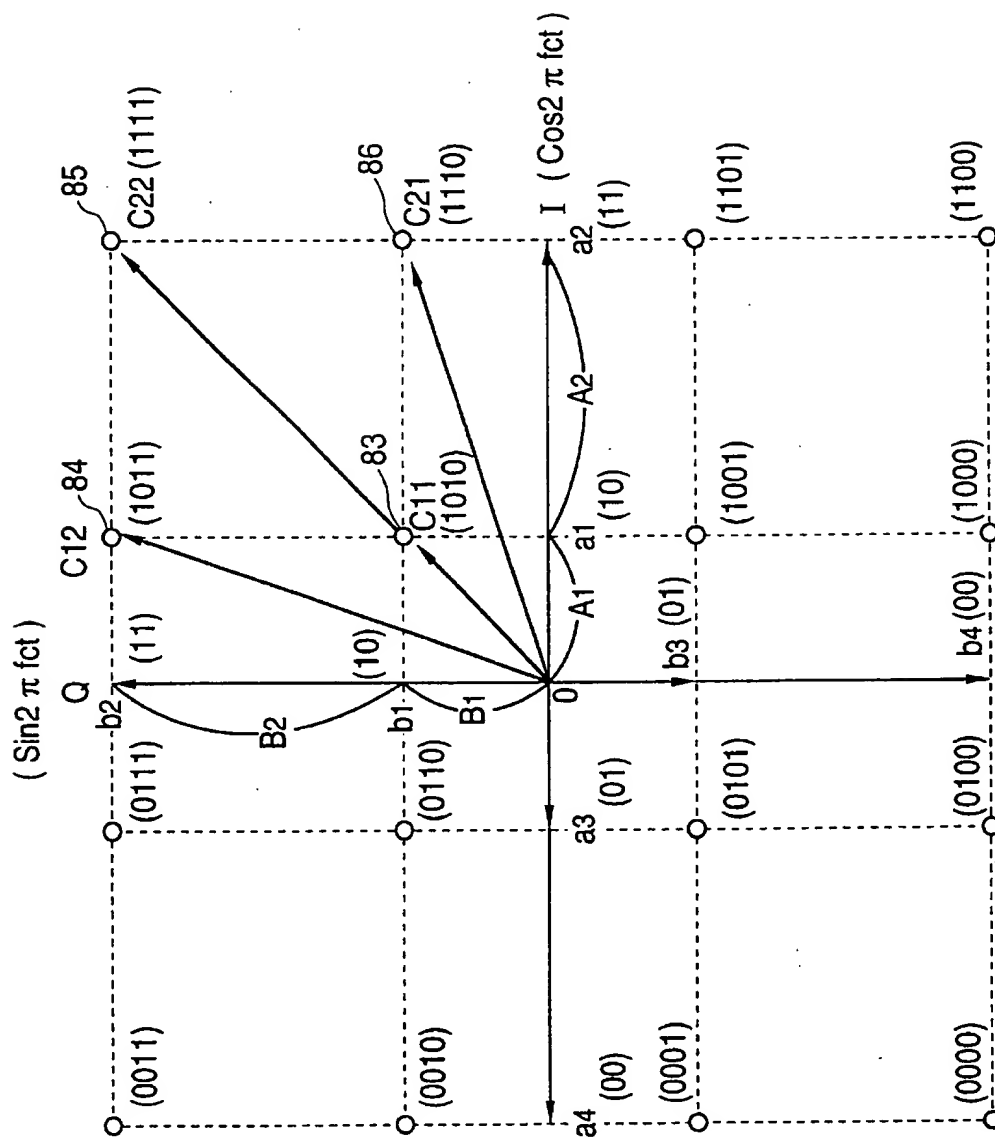 ( Sin2 π fct )
Q
C12
84
85
b2
(11)
(1011)
C22 (1111)
(0011)
(0111)
B2
83
86
(10)
C11
(1010)
C21
(1110)
(0010)
(0110)
b1
B1
A1
A2
I ( Cos2 π fct )
0
a4
(00)
a3
(01)
a1
(10)
a2
(11)
b3 (01)
(0001)
(0101)
(1001)
(1101)
b4 (00)
(0000)
(0100)
(1000)
(1100)